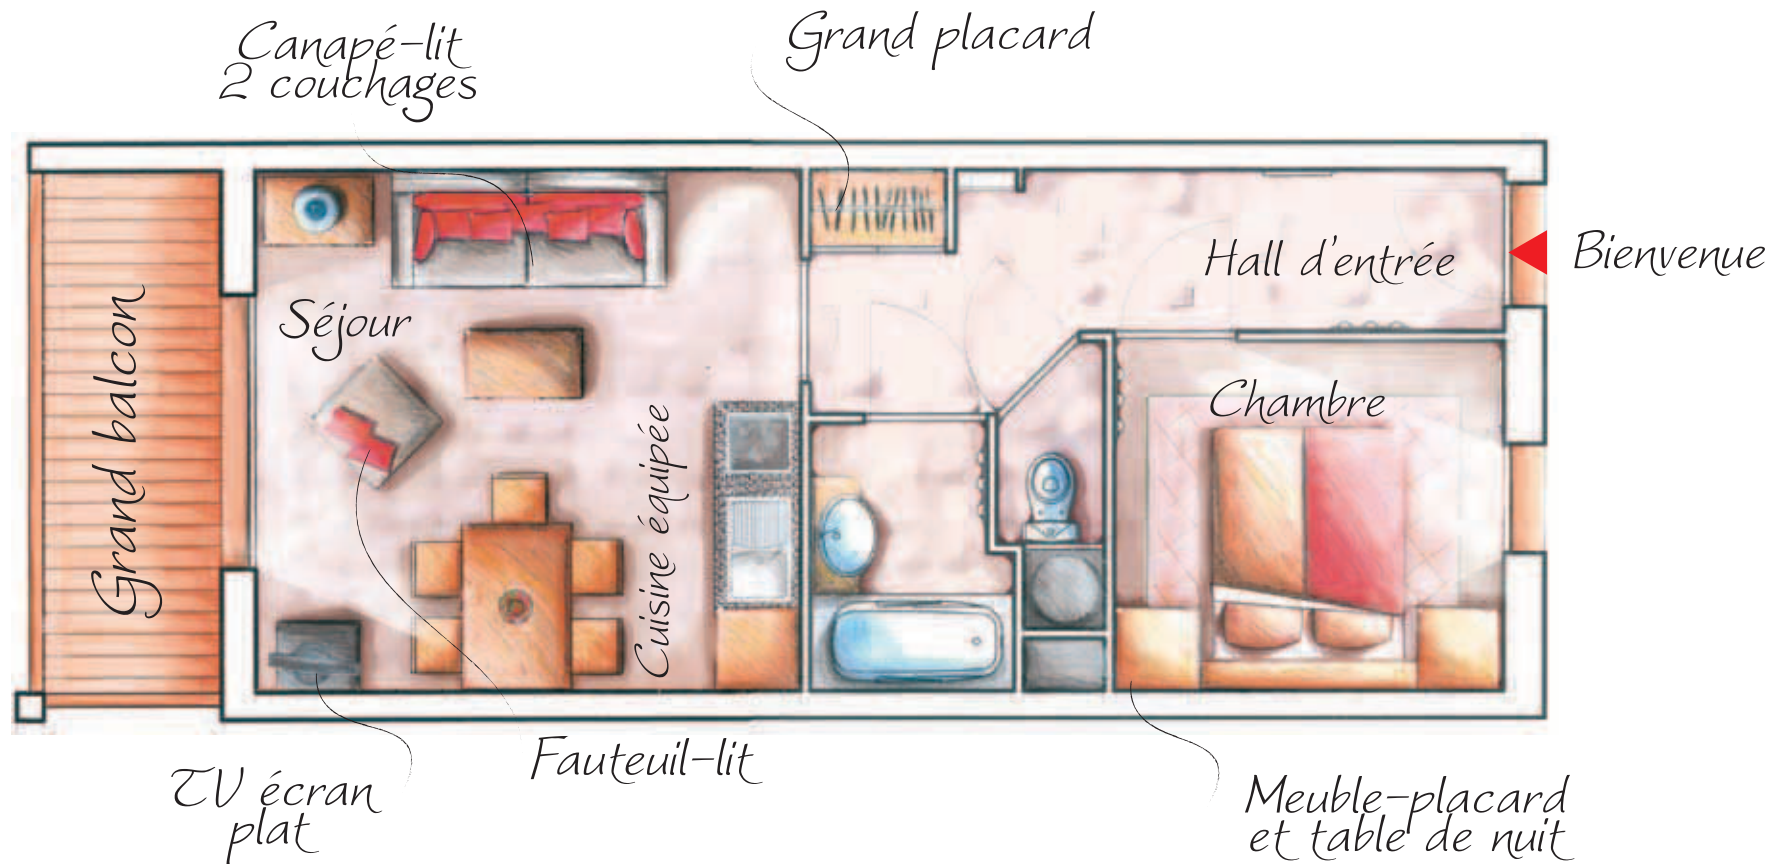 Canapé-lit
2 couchages
Grand placard
Hall d'entrée
Bienvenue
Séjour
Grand balcon
Chambre
Cuisine équipée
Fauteuil-lit
TV écran
plat
Meuble-placard
et table de nuit